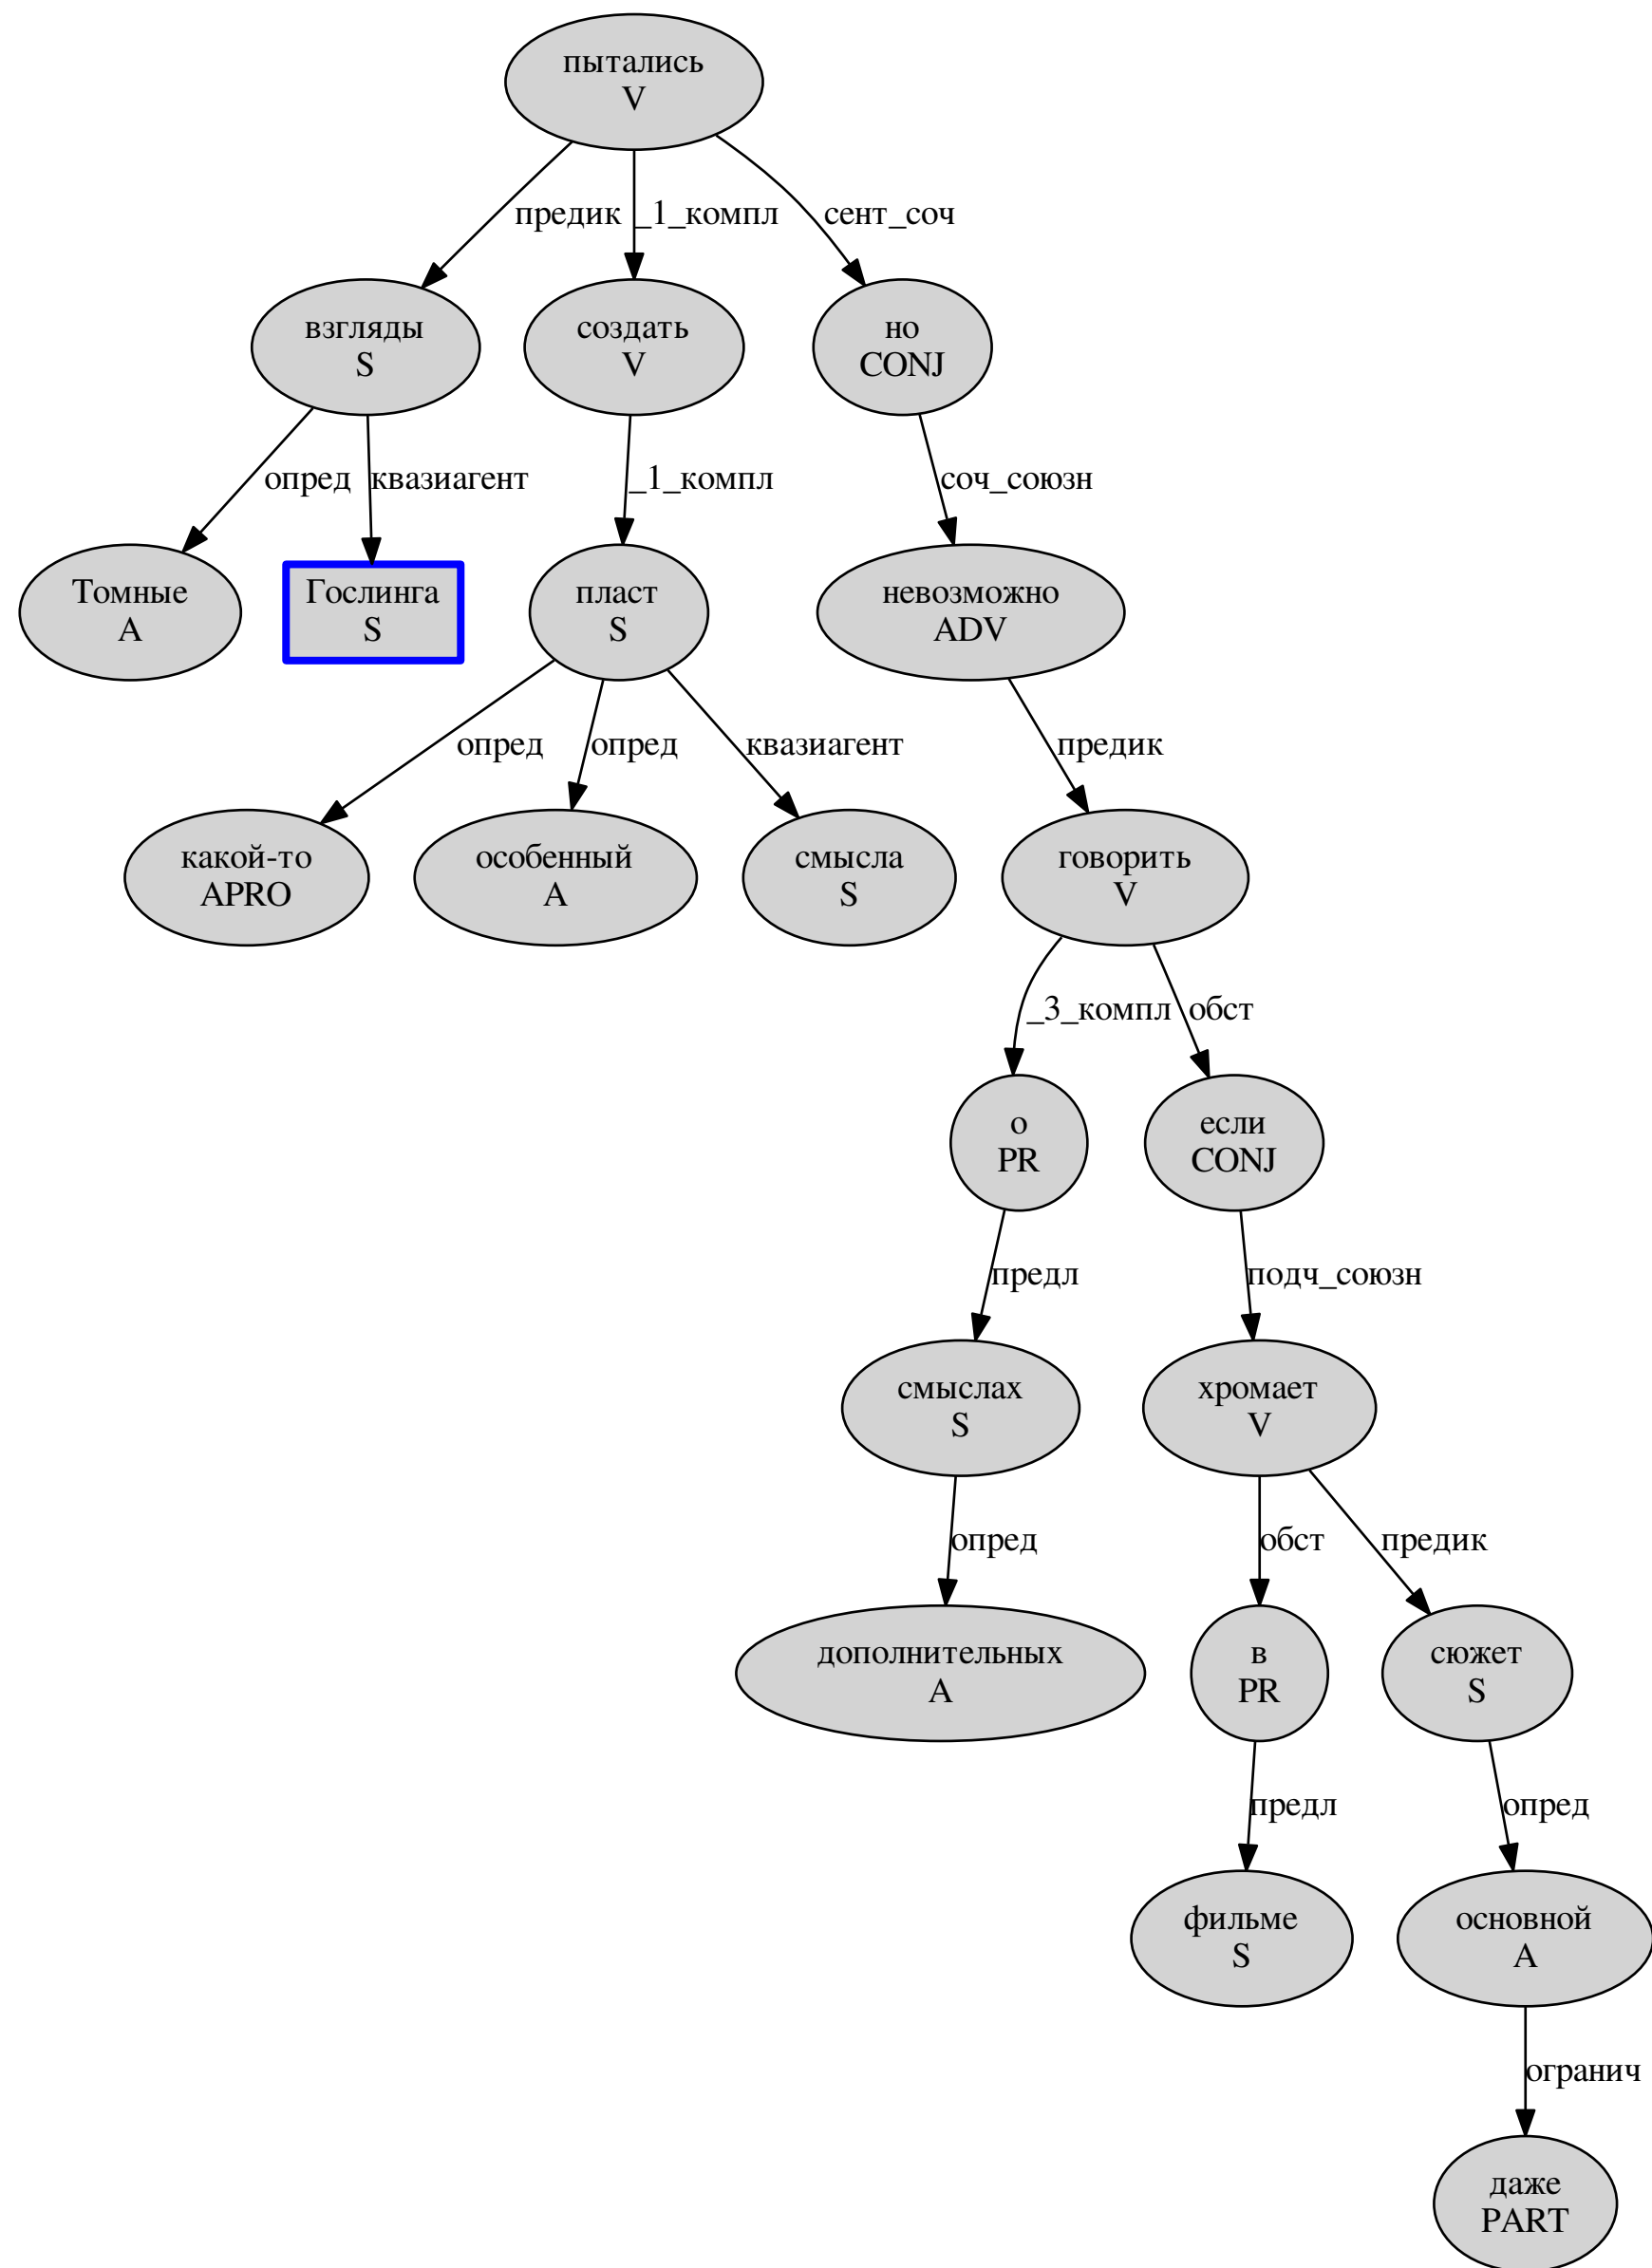 пытались
V
предик
_1_компл
сент_соч
взгляды
S
создать
V
но
CONJ
опред
квазиагент
_1_компл
соч_союзн
Томные
A
Гослинга
S
пласт
S
невозможно
ADV
опред
опред
квазиагент
предик
какой-то
APRO
особенный
A
смысла
S
говорить
V
_3_компл
обст
о
PR
если
CONJ
предл
подч_союзн
смыслах
S
хромает
V
опред
обст
предик
дополнительных
A
в
PR
сюжет
S
предл
опред
фильме
S
основной
A
огранич
даже
PART